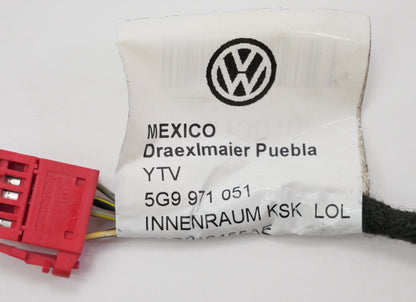 MEXICO
Draexlmaier Puebla
YTV
5G9 971 051
INNENRAUM KSK LOL